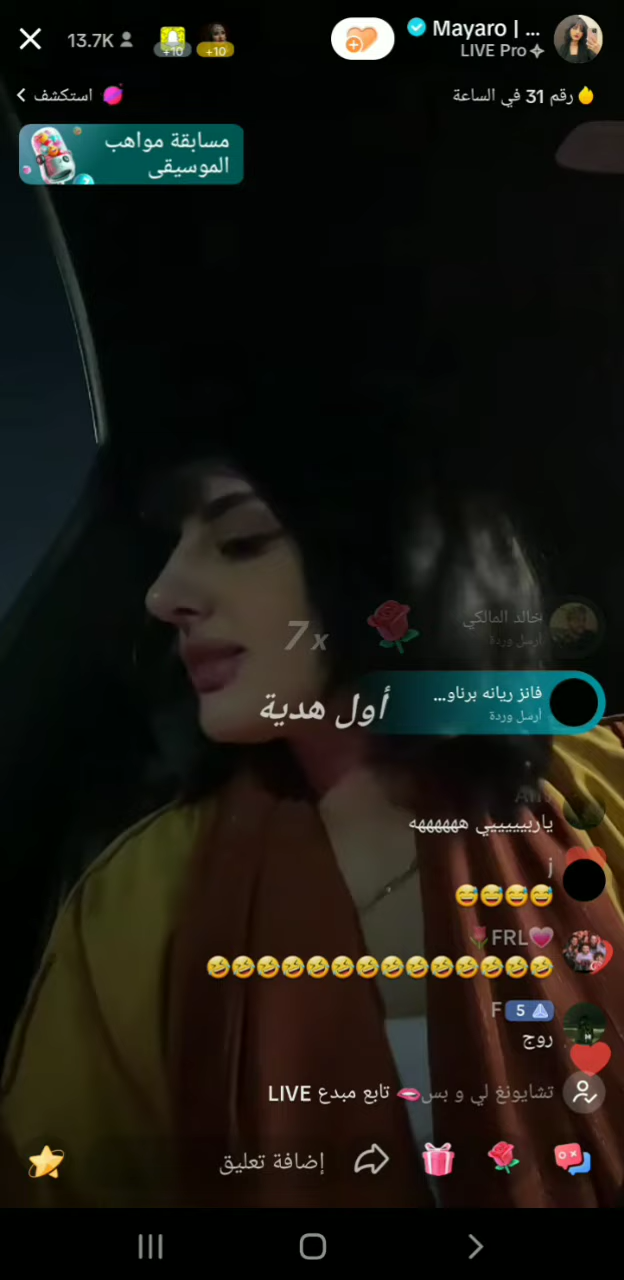 13.7K
+10
+10
Mayaro | ...
LIVE Pro
رقم 31 في الساعة
استكشف
مسابقة مواهب
الموسيقى
خالد المالكي
أرسل وردة
7x
فانز ريانه برناو...
أرسل وردة
أول هدية
ياربيييييي ههههههه
j
😅😅😅😅
🌷FRL💗
🤣🤣🤣🤣🤣🤣🤣🤣🤣🤣🤣🤣🤣🤣
F 5
روج
تشايونغ لي و بس🫦 تابع مبدع LIVE
إضافة تعليق